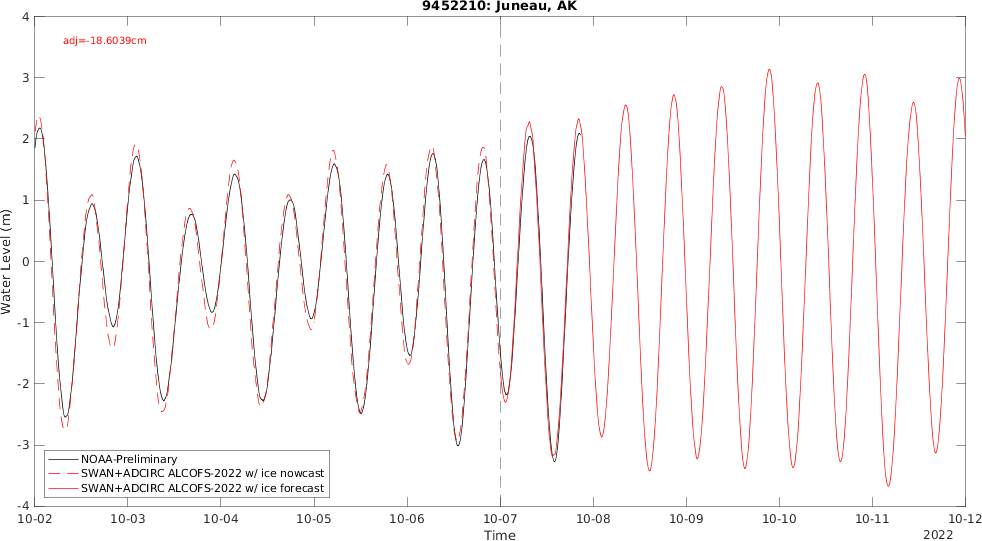 9452210: Juneau, AK
adj=-18.6039cm
4
3
2
1
0
-1
-2
-3
-4
Water Level (m)
NOAA-Preliminary
SWAN+ADCIRC ALCOFS-2022 w/ ice nowcast
SWAN+ADCIRC ALCOFS-2022 w/ ice forecast
10-02 10-03 10-04 10-05 10-06 10-07 10-08 10-09 10-10 10-11 10-12
Time
2022